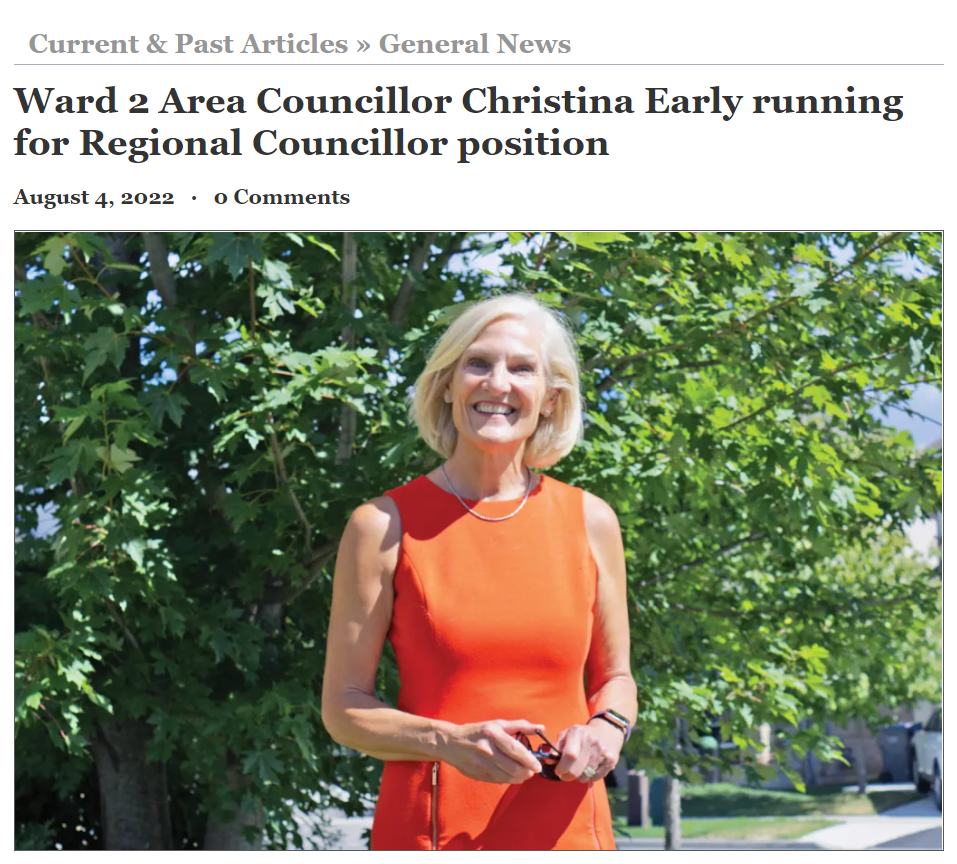 Current & Past Articles » General News
Ward 2 Area Councillor Christina Early running
for Regional Councillor position
August 4, 2022 · 0 Comments